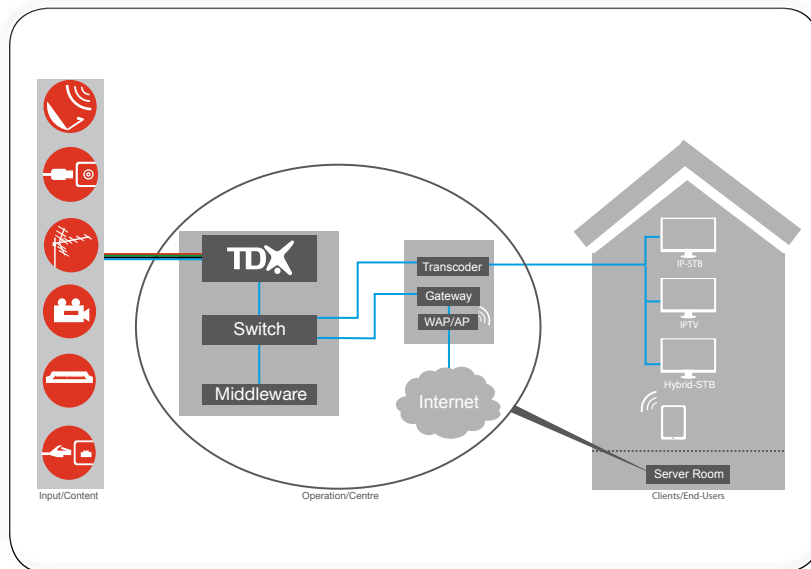 TDX
Switch
Middleware
Transcoder
Gateway
WAP/AP
Internet
IP-STB
IPTV
Hybrid-STB
Server Room
Input/Content
Operation/Centre
Clients/End-Users